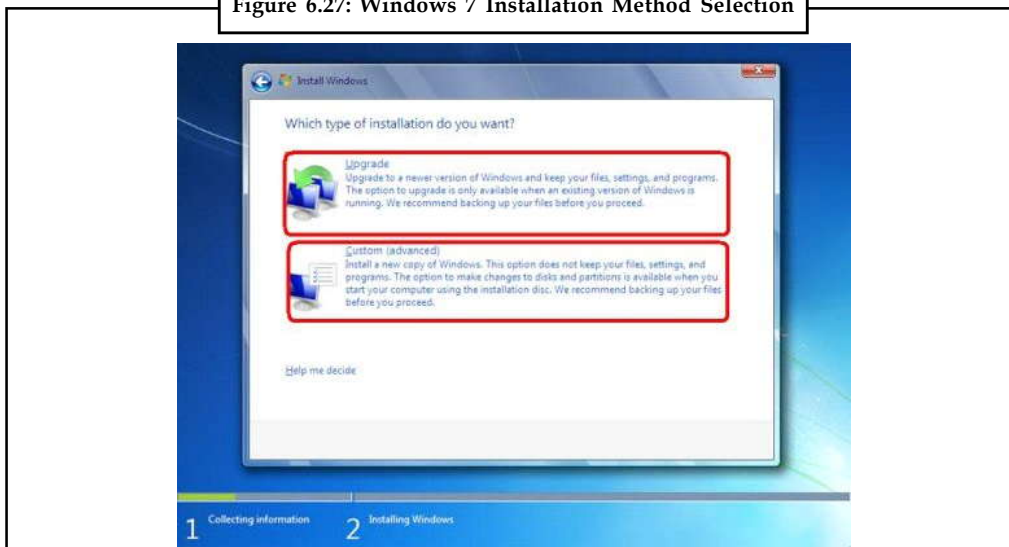 Figure 6.27: Windows 7 Installation Method Selection
Install Windows
Which type of installation do you want?
Upgrade
Upgrade to a newer version of Windows and keep your files, settings, and programs.
The option to upgrade is only available when an existing version of Windows is
running. We recommend backing up your files before you proceed.
Custom (advanced)
Install a new copy of Windows. This option does not keep your files, settings, and
programs. The option to make changes to disks and partitions is available when you
start your computer using the installation disc. We recommend backing up your files
before you proceed.
Help me decide
1 Collecting information 2 Installing Windows